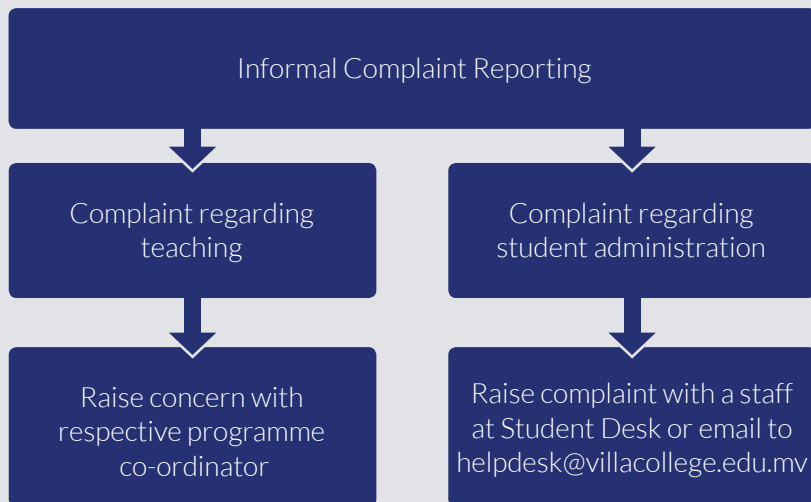 Informal Complaint Reporting
Complaint regarding
teaching
Complaint regarding
student administration
Raise concern with
respective programme
co-ordinator
Raise complaint with a staff
at Student Desk or email to
helpdesk@villacollege.edu.mv